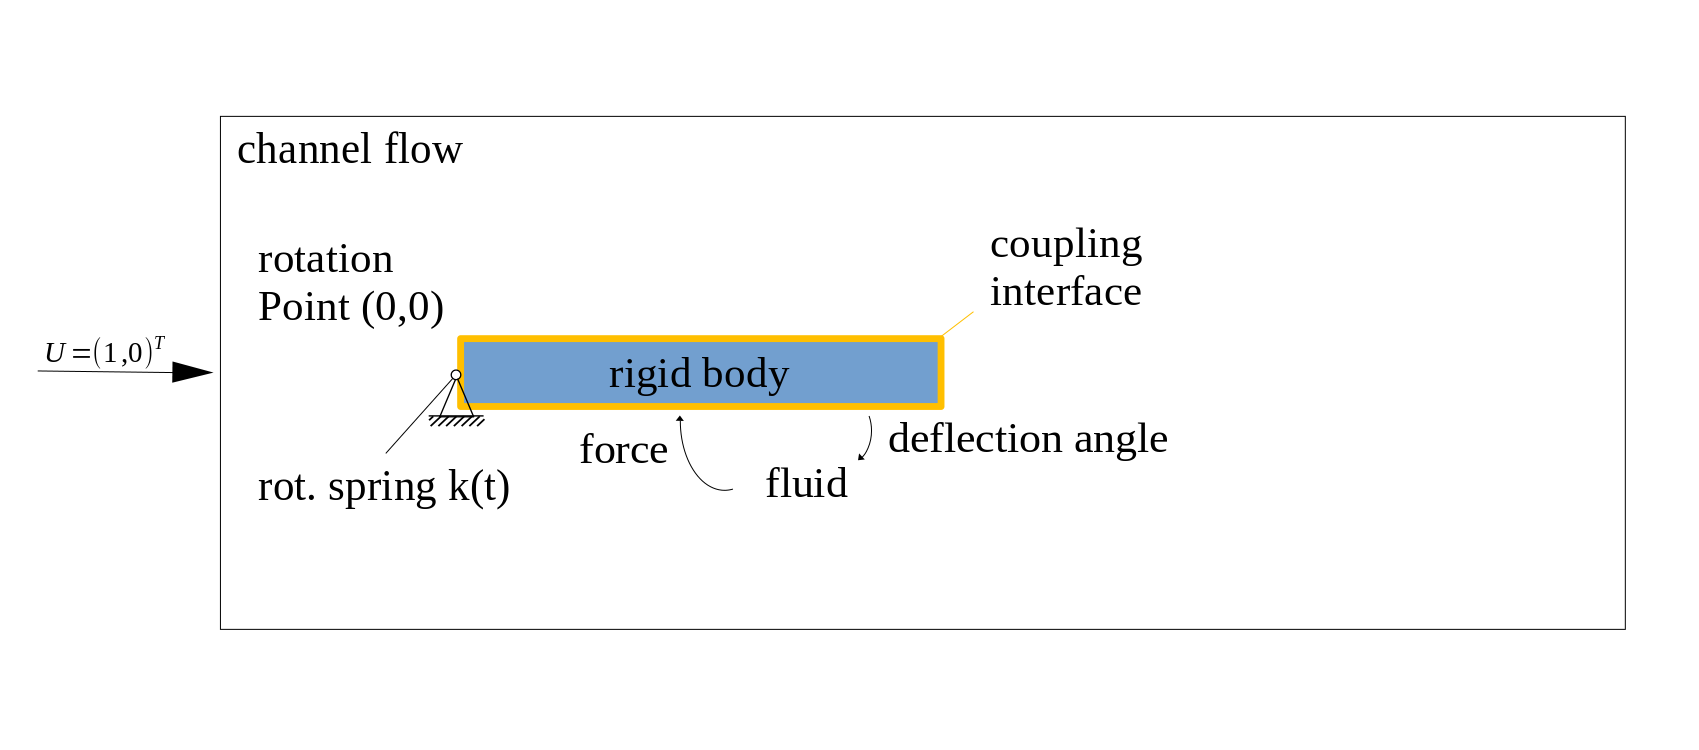 channel flow
rotation
Point (0,0)
coupling
interface
U=(1,0)^T
rigid body
force
deflection angle
fluid
rot. spring k(t)